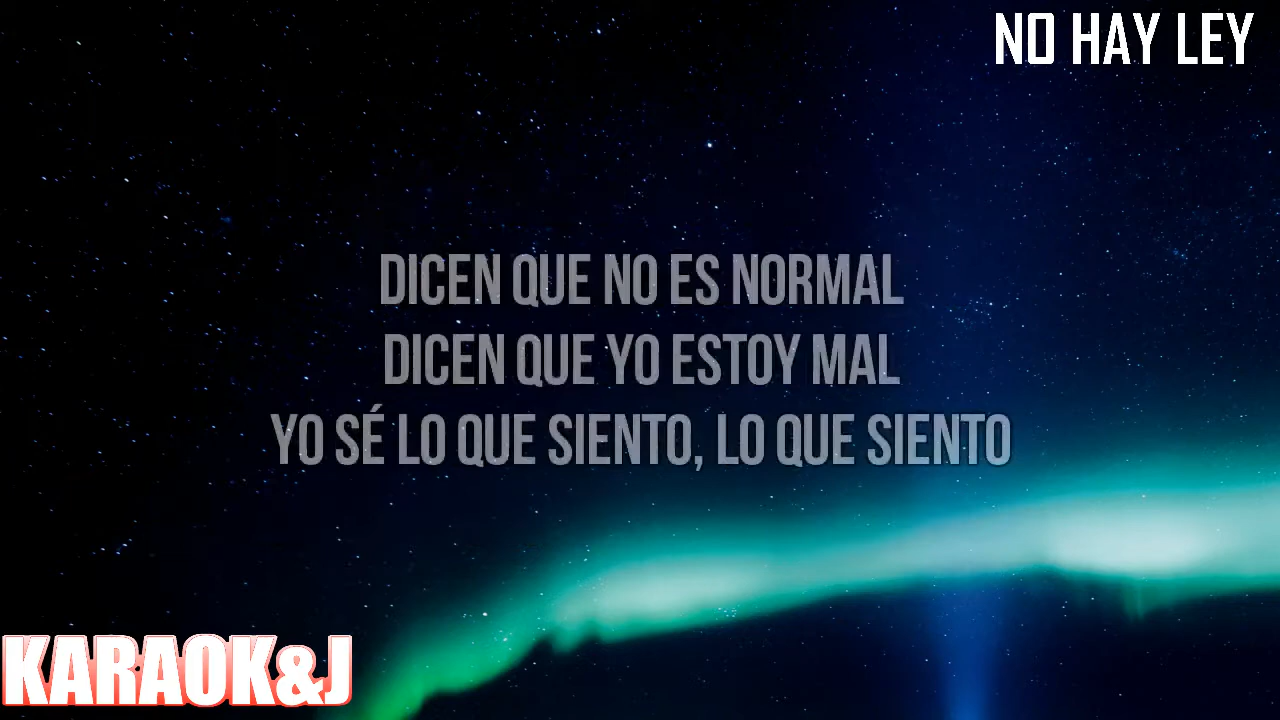 NO HAY LEY
DICEN QUE NO ES NORMAL
DICEN QUE YO ESTOY MAL
YO SÉ LO QUE SIENTO, LO QUE SIENTO
KARAOK&J